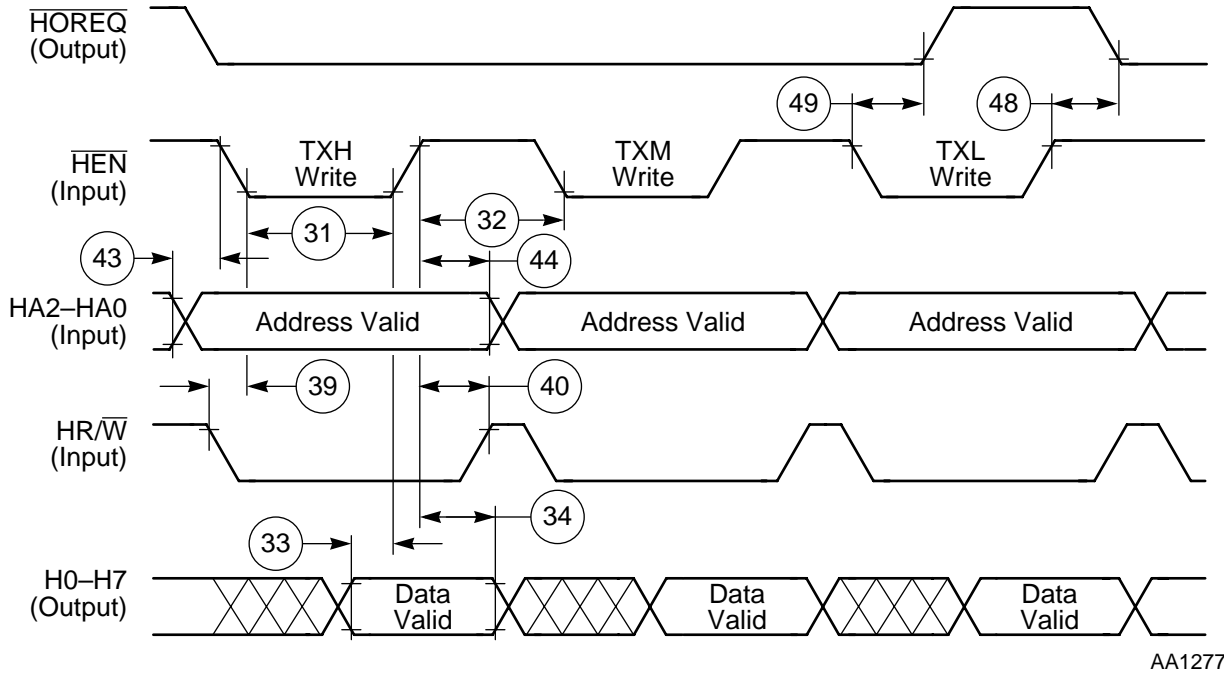 HOREQ
(Output)
49
48
HEN
(Input)
TXH
Write
TXM
Write
TXL
Write
31
32
43
44
HA2–HA0
(Input)
Address Valid
Address Valid
Address Valid
39
40
HR/W
(Input)
34
33
H0–H7
(Output)
Data
Valid
Data
Valid
Data
Valid
AA1277